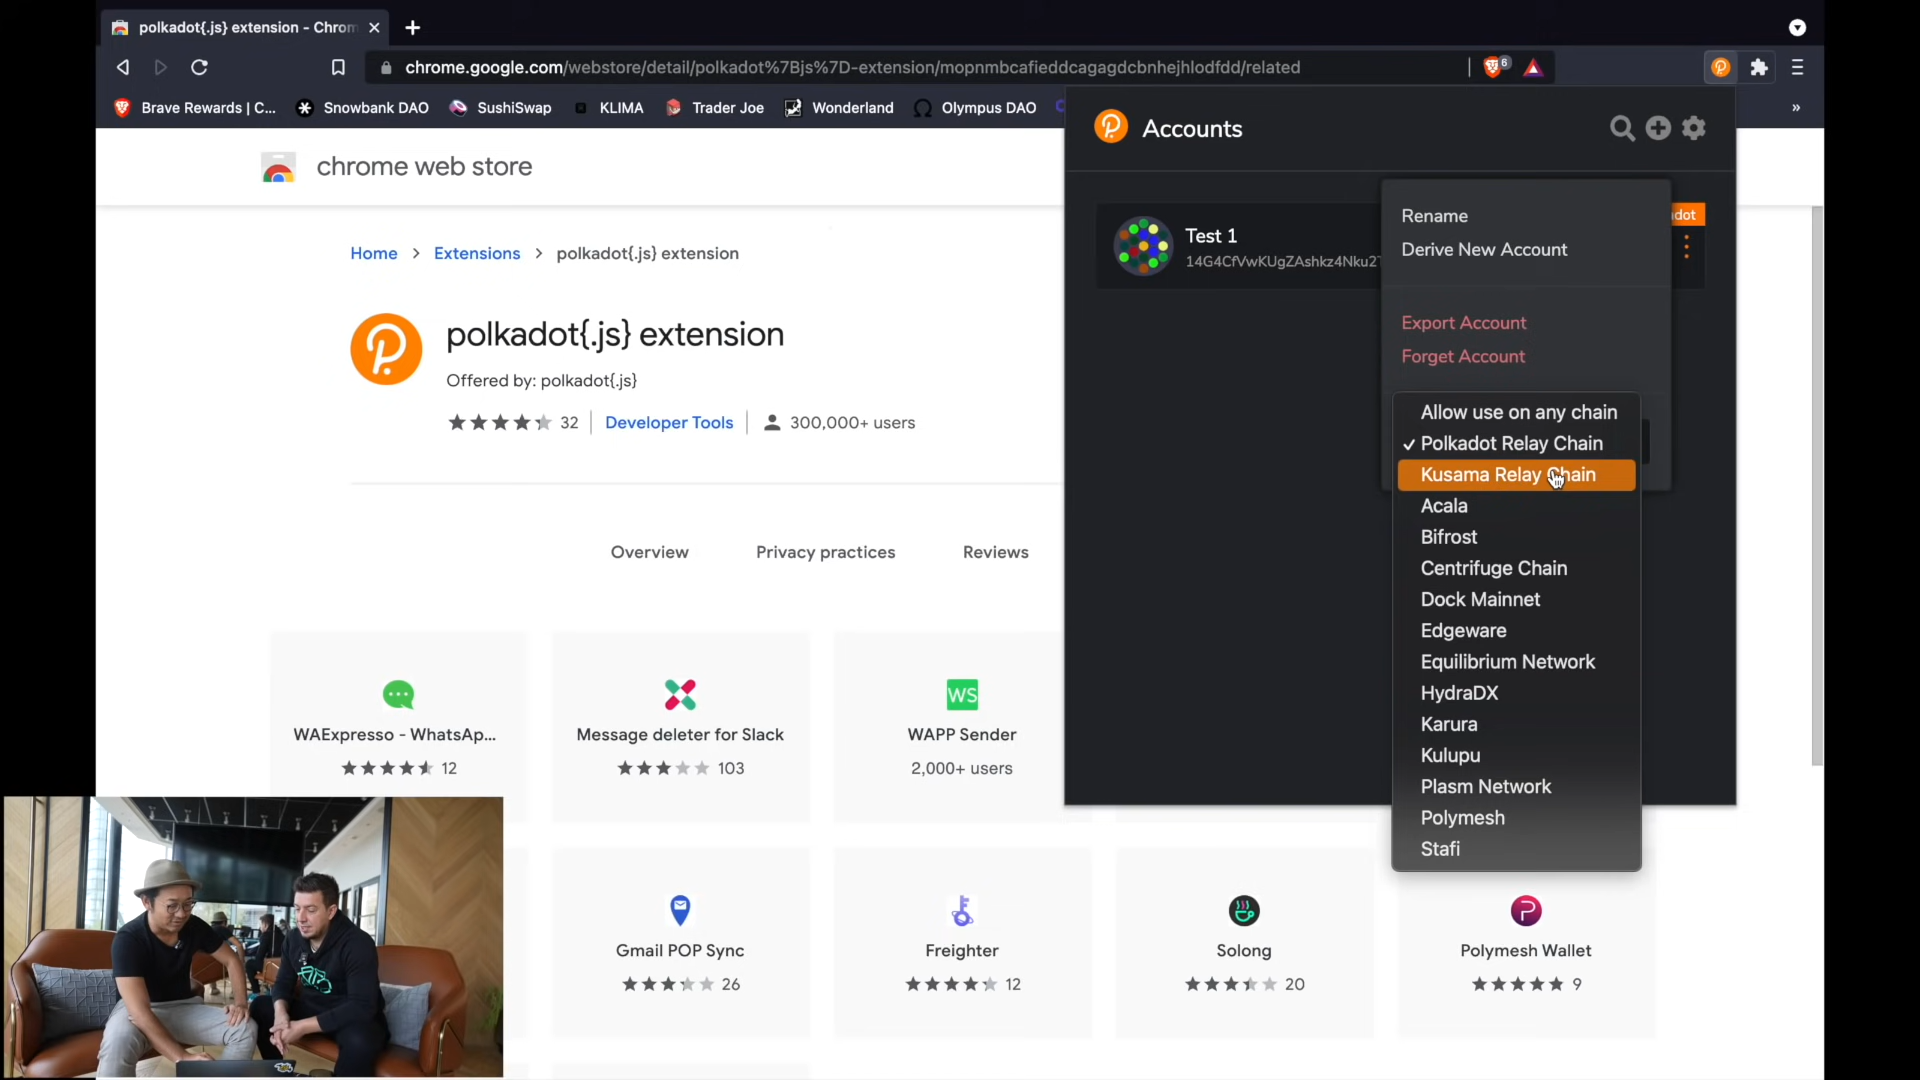 polkadot{.js} extension - Chrom
chrome.google.com/webstore/detail/polkadot%7Bjs%7D-extension/mopnmbcafieddcagagdcbnhejhlodfdd/related
6
Brave Rewards | C...
Snowbank DAO
SushiSwap
KLIMA
Trader Joe
Wonderland
Olympus DAO
»
chrome web store
Home
Extensions
polkadot{.js} extension
polkadot{.js} extension
Offered by: polkadot{.js}
32
Developer Tools
300,000+ users
Overview
Privacy practices
Reviews
WAExpresso - WhatsAp...
12
Message deleter for Slack
103
WS
WAPP Sender
2,000+ users
Gmail POP Sync
26
Freighter
12
Solong
20
Polymesh Wallet
9
Accounts
Test 1
14G4CfVwKUgZAshkz4Nku2T
dot
Rename
Derive New Account
Export Account
Forget Account
Allow use on any chain
✓ Polkadot Relay Chain
Kusama Relay Chain
Acala
Bifrost
Centrifuge Chain
Dock Mainnet
Edgeware
Equilibrium Network
HydraDX
Karura
Kulupu
Plasm Network
Polymesh
Stafi